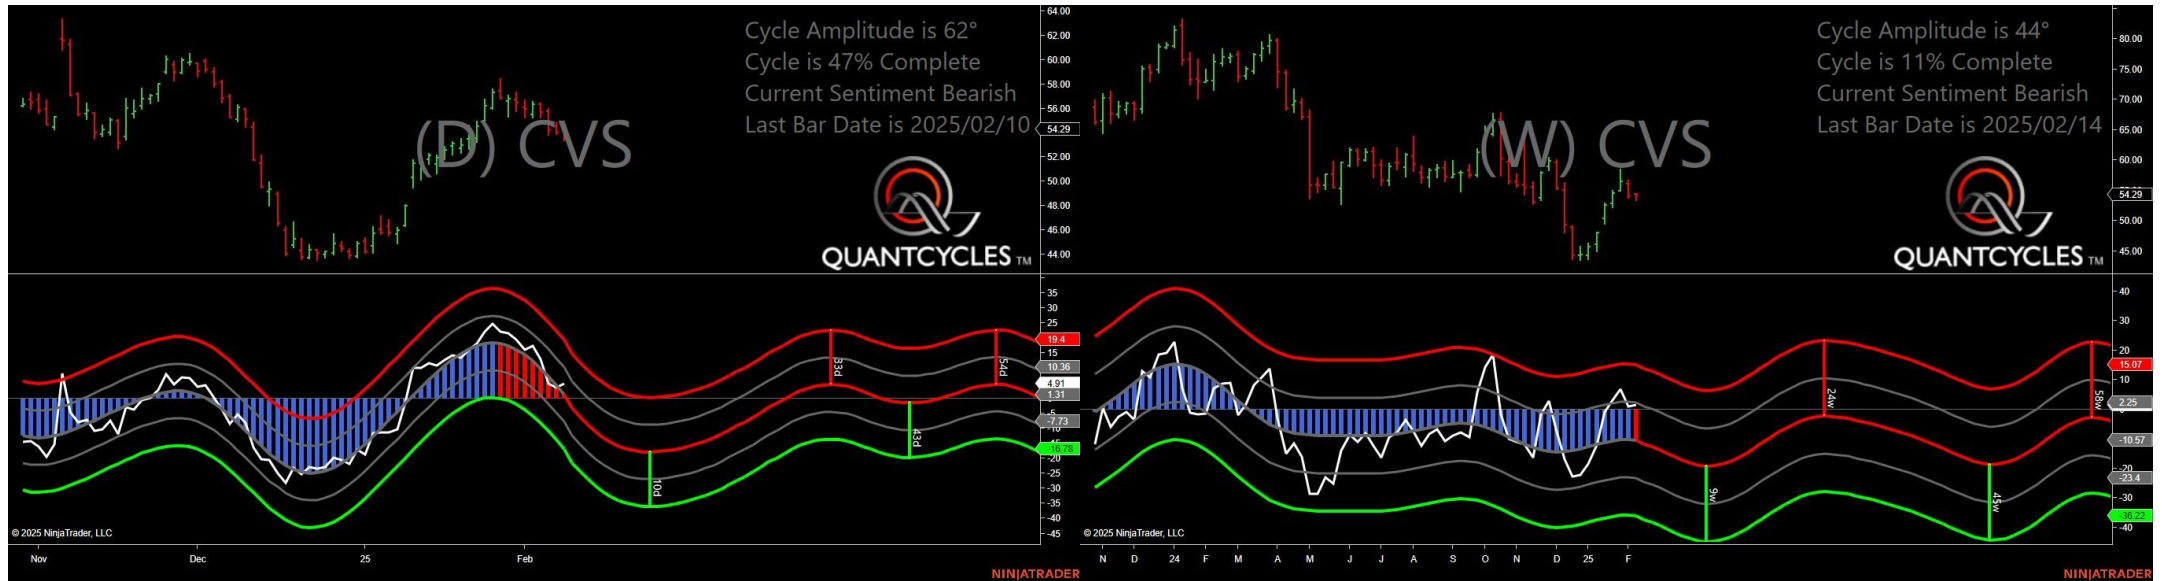 Cycle Amplitude is 62°
Cycle is 47% Complete
Current Sentiment Bearish
Last Bar Date is 2025/02/10
(D) CVS
QUANTCYCLES TM
64.00
62.00
60.00
58.00
56.00
54.29
52.00
50.00
48.00
46.00
44.00
35
30
25
19.4
15
10.36
4.91
1.31
-5
-7.73
-10
-16.78
-20
-25
-30
-35
-40
-45
10d
33d
43d
54d
© 2025 NinjaTrader, LLC
Nov Dec 25 Feb
NINJATRADER
Cycle Amplitude is 44°
Cycle is 11% Complete
Current Sentiment Bearish
Last Bar Date is 2025/02/14
(W) CVS
QUANTCYCLES TM
80.00
75.00
70.00
65.00
60.00
54.29
50.00
45.00
40
30
20
15.07
10
2.25
-10.57
-20
-23.4
-30
-36.22
-40
9w
24w
45w
58w
© 2025 NinjaTrader, LLC
N D 24 F M A M J J A S O N D 25 F
NINJATRADER